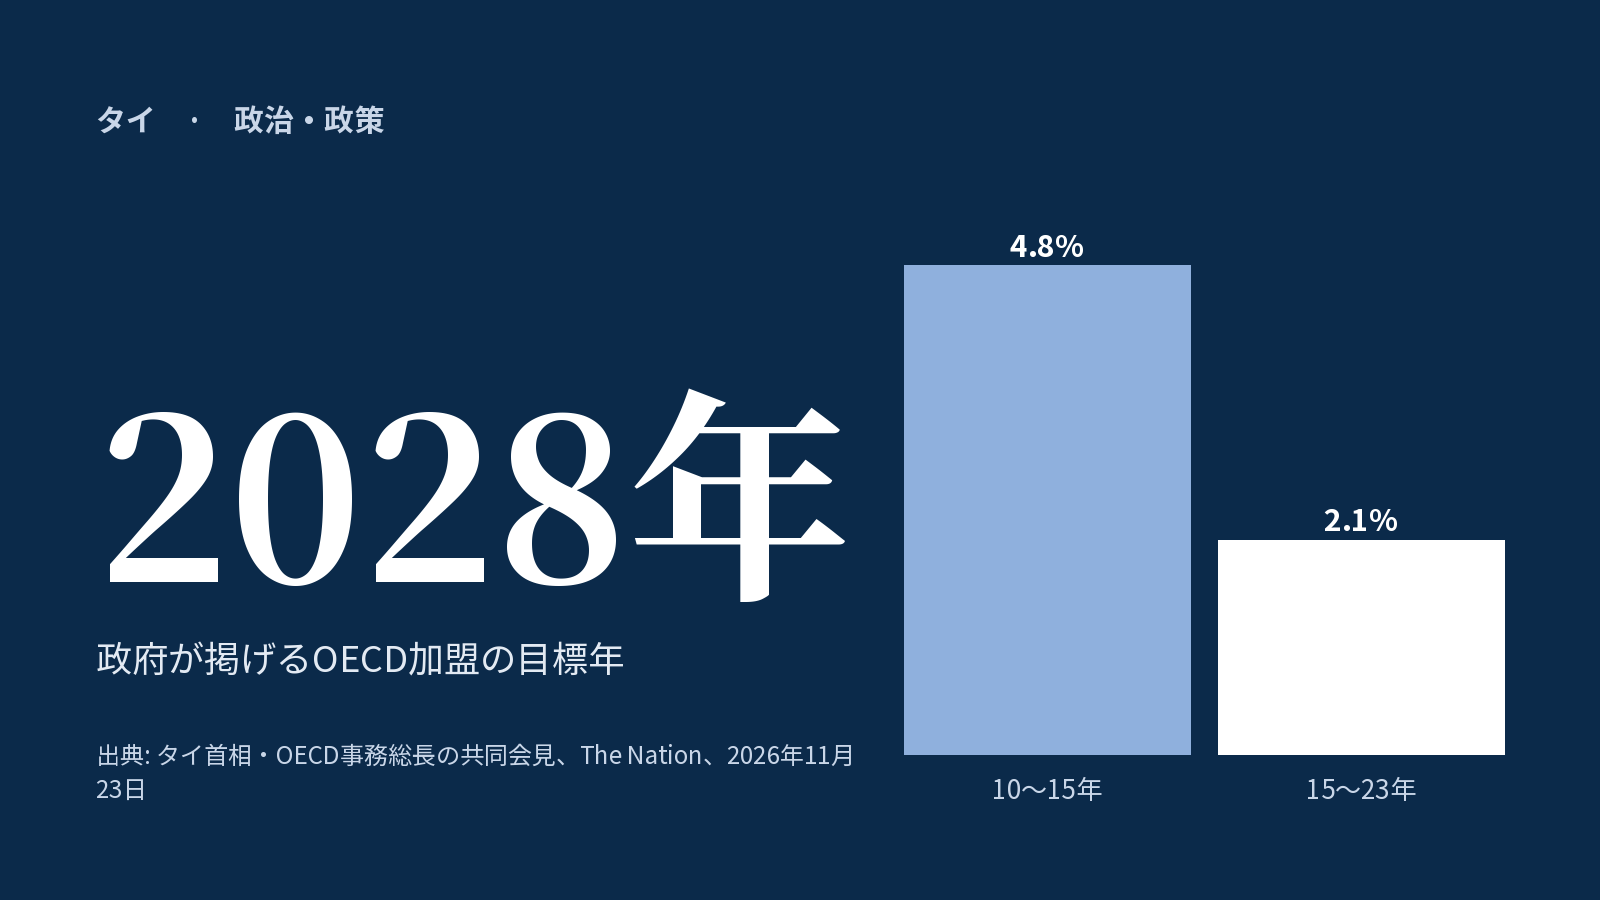 タイ · 政治・政策
2028年
政府が掲げるOECD加盟の目標年
出典: タイ首相・OECD事務総長の共同会見、The Nation、2026年11月
23日
4.8%
2.1%
10〜15年
15〜23年